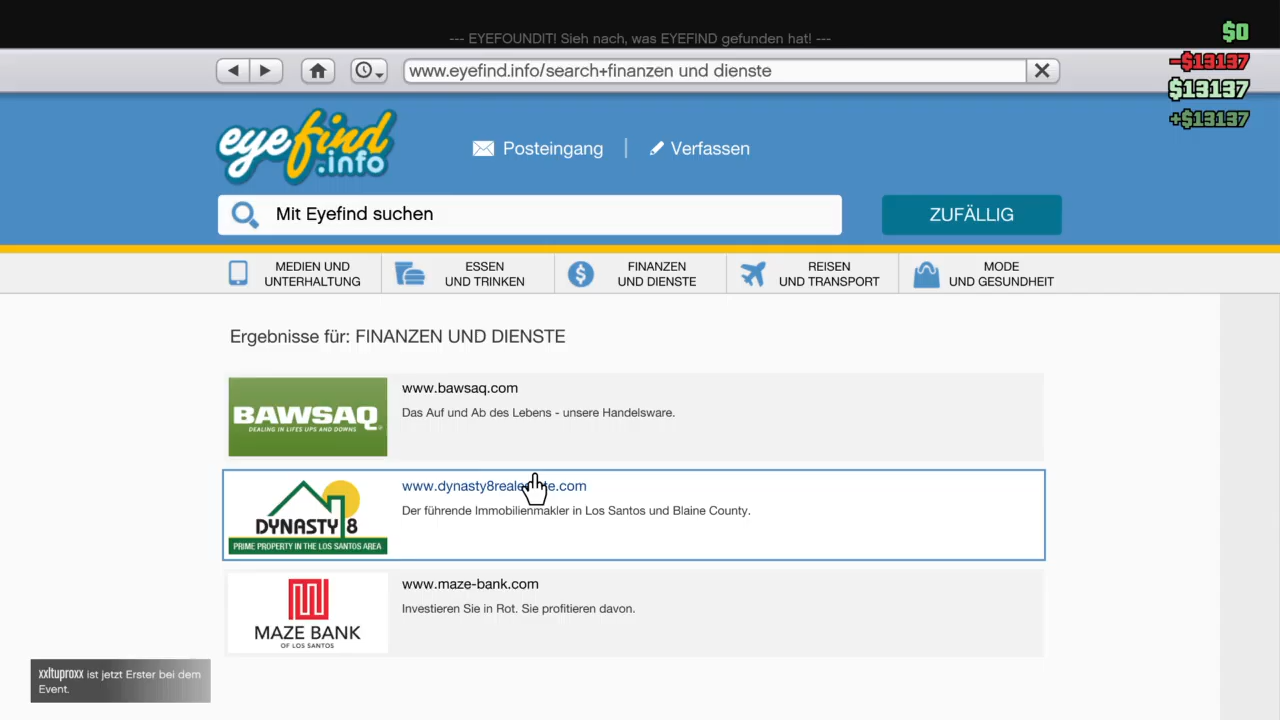 --- EYEFOUNDIT! Sieh nach, was EYEFIND gefunden hat! ---
$0
-$13137
$13137
+$13137
www.eyefind.info/search+finanzen und dienste
eyefind
.info
Posteingang
Verfassen
Mit Eyefind suchen
ZUFÄLLIG
MEDIEN UND
UNTERHALTUNG
ESSEN
UND TRINKEN
FINANZEN
UND DIENSTE
REISEN
UND TRANSPORT
MODE
UND GESUNDHEIT
Ergebnisse für: FINANZEN UND DIENSTE
BAWSAQ
DEALING IN LIFES UPS AND DOWNS
www.bawsaq.com
Das Auf und Ab des Lebens - unsere Handelsware.
DYNASTY 8
PRIME PROPERTY IN THE LOS SANTOS AREA
www.dynasty8realestate.com
Der führende Immobilienmakler in Los Santos und Blaine County.
MAZE BANK
OF LOS SANTOS
www.maze-bank.com
Investieren Sie in Rot. Sie profitieren davon.
xxltuproxx ist jetzt Erster bei dem
Event.